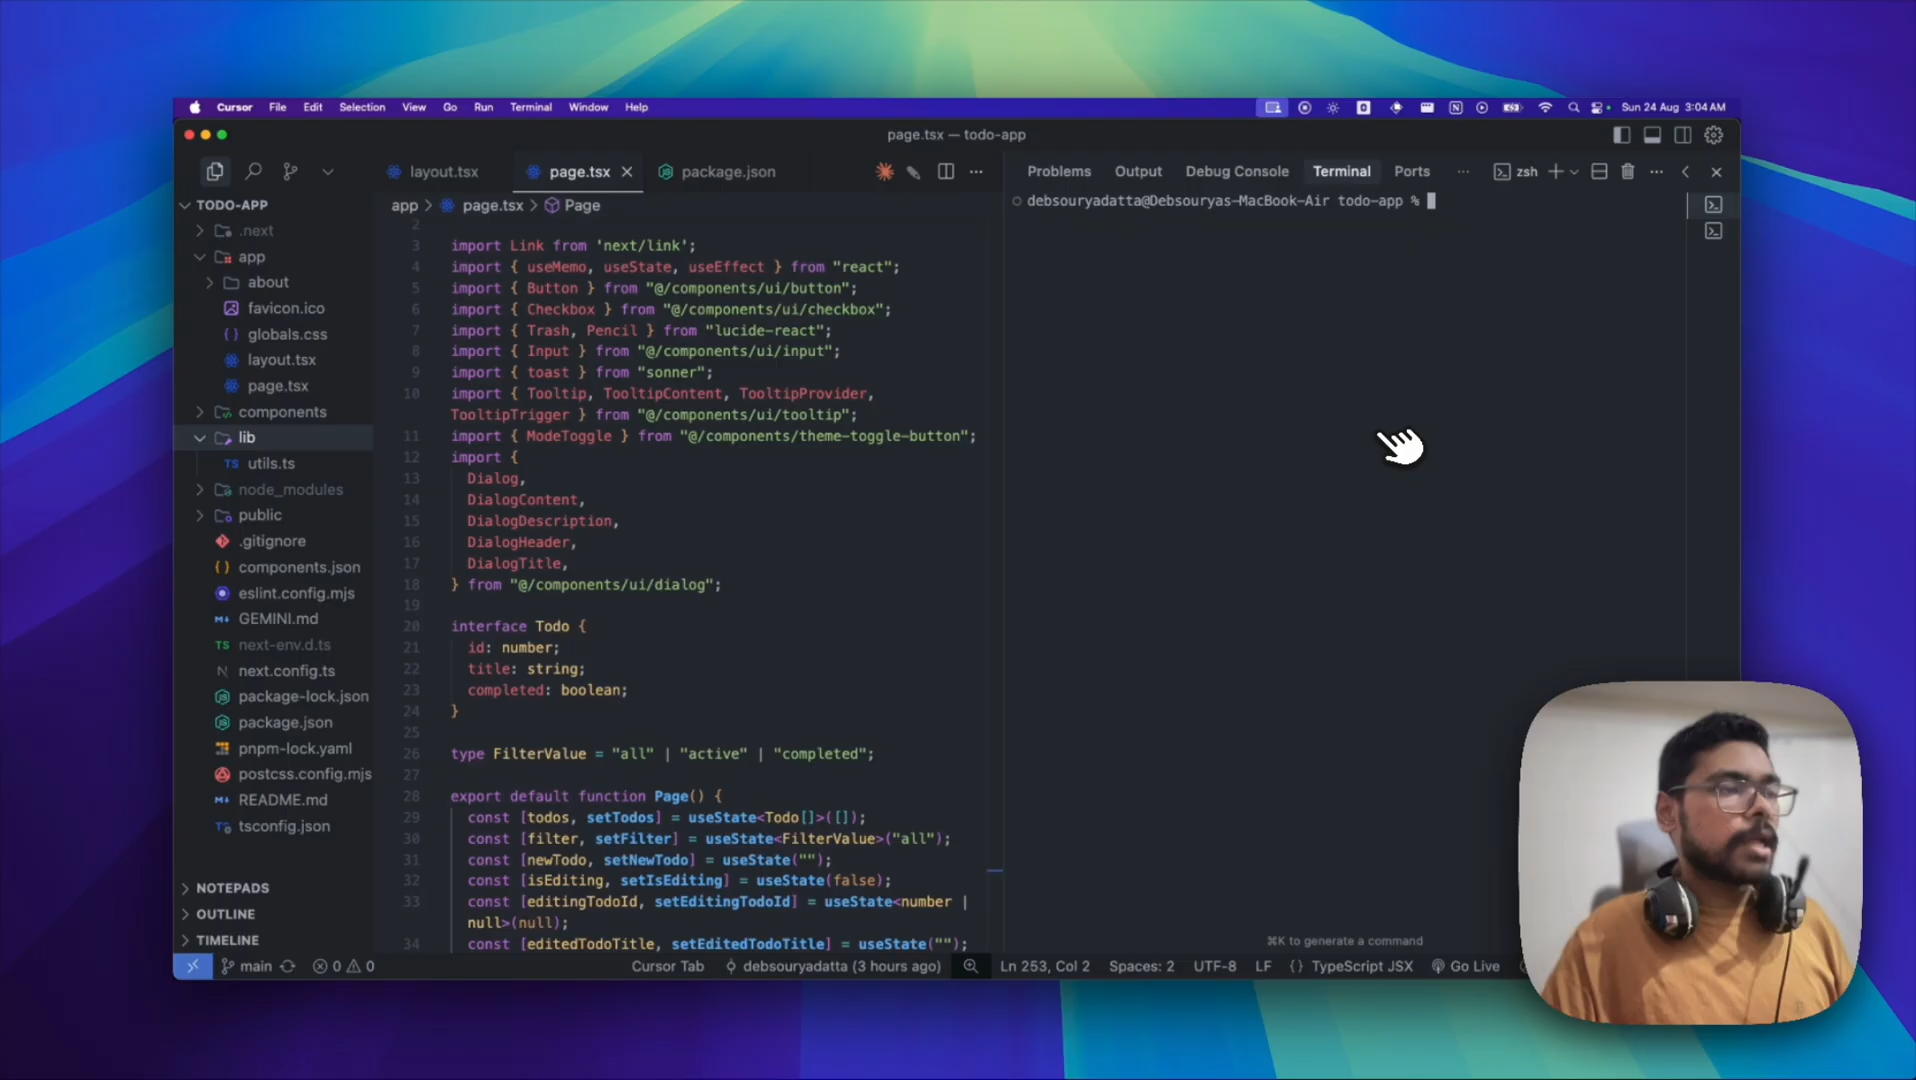 Cursor File Edit Selection View Go Run Terminal Window Help
Sun 24 Aug 3:04 AM
page.tsx — todo-app
layout.tsx
page.tsx
package.json
Problems
Output
Debug Console
Terminal
Ports
zsh
TODO-APP
.next
app
about
favicon.ico
globals.css
layout.tsx
page.tsx
components
lib
TS utils.ts
node_modules
public
.gitignore
components.json
eslint.config.mjs
GEMINI.md
TS next-env.d.ts
next.config.ts
package-lock.json
package.json
pnpm-lock.yaml
postcss.config.mjs
README.md
tsconfig.json
NOTEPADS
OUTLINE
TIMELINE
app > page.tsx > Page
2
3 import Link from 'next/link';
4 import { useMemo, useState, useEffect } from "react";
5 import { Button } from "@/components/ui/button";
6 import { Checkbox } from "@/components/ui/checkbox";
7 import { Trash, Pencil } from "lucide-react";
8 import { Input } from "@/components/ui/input";
9 import { toast } from "sonner";
10 import { Tooltip, TooltipContent, TooltipProvider,
TooltipTrigger } from "@/components/ui/tooltip";
11 import { ModeToggle } from "@/components/theme-toggle-button";
12 import {
13 Dialog,
14 DialogContent,
15 DialogDescription,
16 DialogHeader,
17 DialogTitle,
18 } from "@/components/ui/dialog";
19
20 interface Todo {
21 id: number;
22 title: string;
23 completed: boolean;
24 }
25
26 type FilterValue = "all" | "active" | "completed";
27
28 export default function Page() {
29 const [todos, setTodos] = useState<Todo[]>([]);
30 const [filter, setFilter] = useState<FilterValue>("all");
31 const [newTodo, setNewTodo] = useState("");
32 const [isEditing, setIsEditing] = useState(false);
33 const [editingTodoId, setEditingTodoId] = useState<number |
null>(null);
34 const [editedTodoTitle, setEditedTodoTitle] = useState("");
debsouryadatta@Debsouryas-MacBook-Air todo-app %
⌘K to generate a command
main
0 0
Cursor Tab
debsouryadatta (3 hours ago)
Ln 253, Col 2
Spaces: 2
UTF-8
LF
{} TypeScript JSX
Go Live